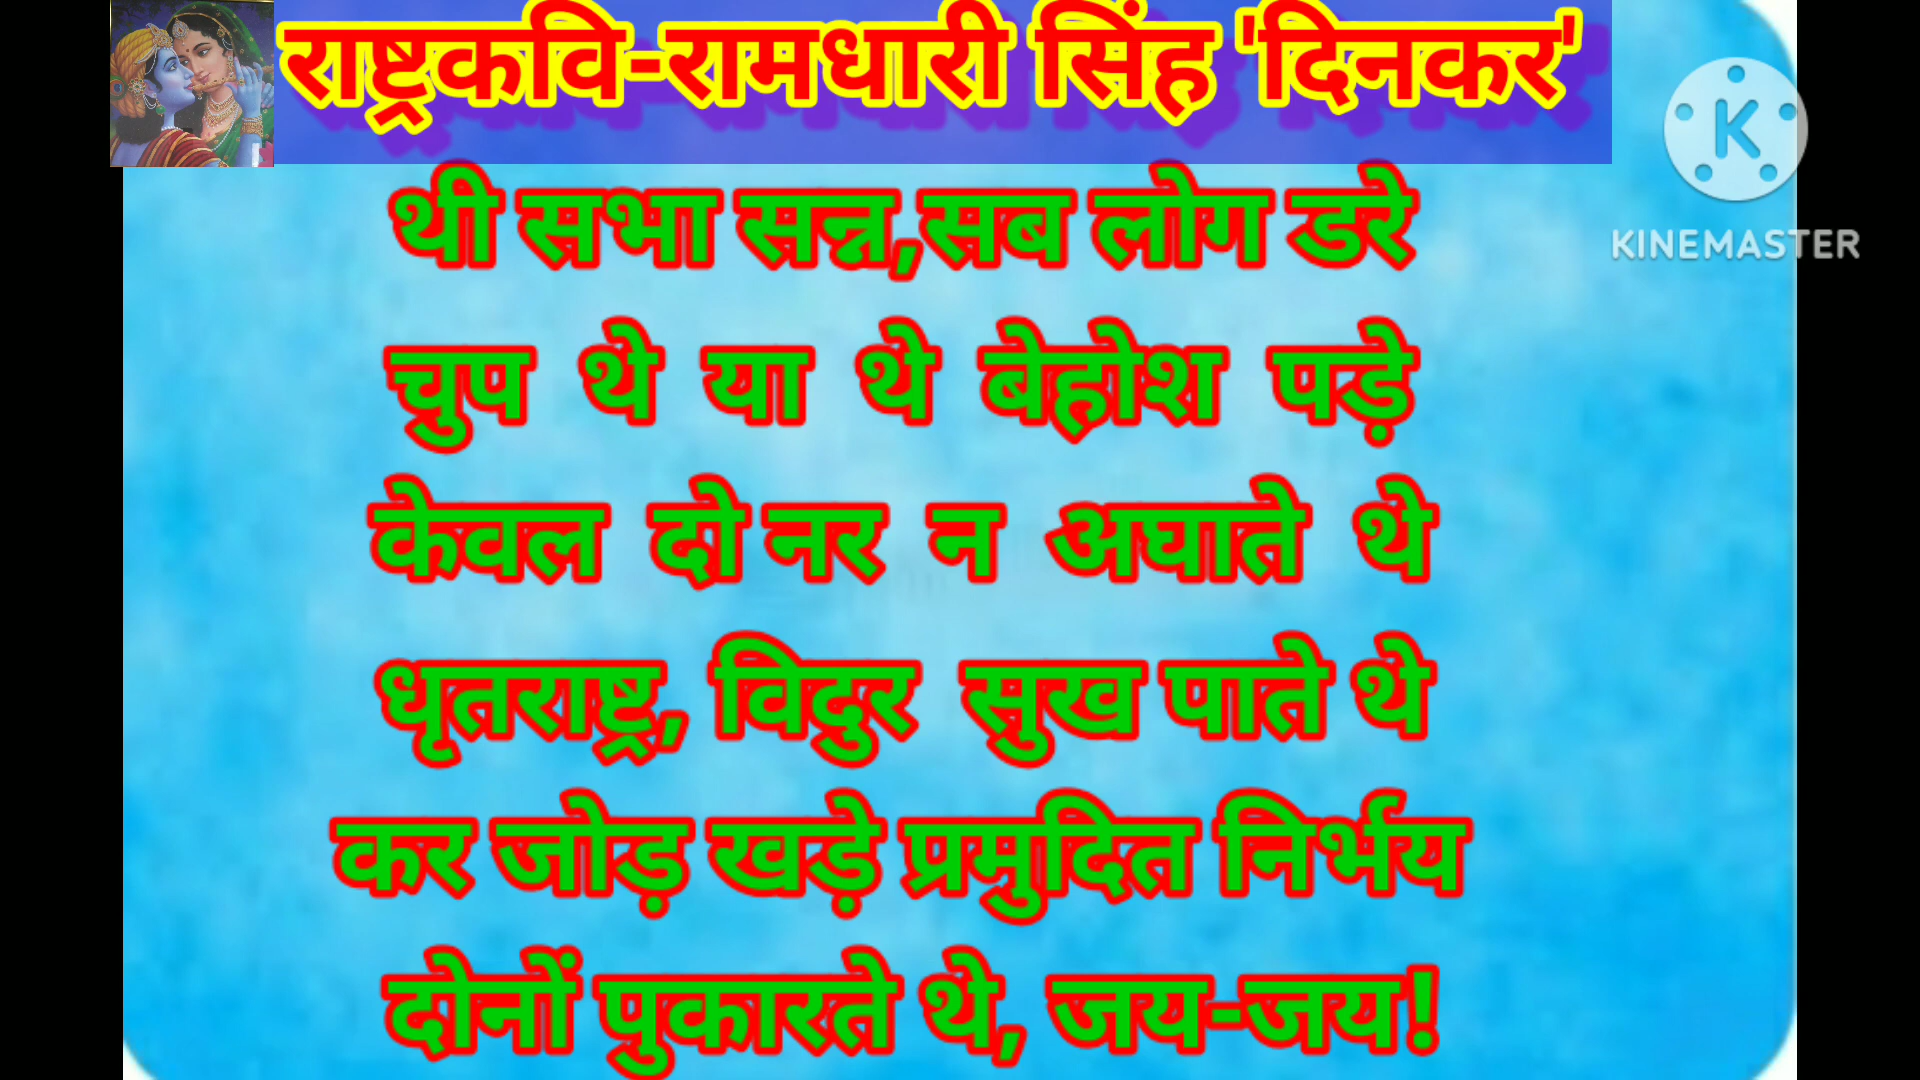 राष्ट्रकवि-रामधारी सिंह 'दिनकर'
K
KINEMASTER
थी सभा सन्न,सब लोग डरे
चुप थे या थे बेहोश पड़े
केवल दो नर न अघाते थे
धृतराष्ट्र, विदुर सुख पाते थे
कर जोड़ खड़े प्रमुदित निर्भय
दोनों पुकारते थे, जय-जय!